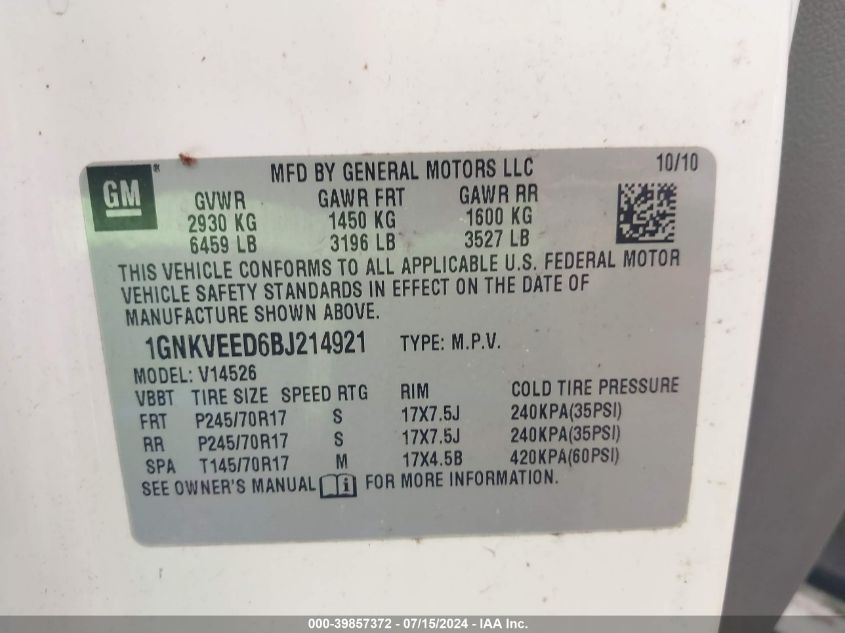 GM ® MFD BY GENERAL MOTORS LLC 10/10
GVWR GAWR FRT GAWR RR
2930 KG 1450 KG 1600 KG
6459 LB 3196 LB 3527 LB
THIS VEHICLE CONFORMS TO ALL APPLICABLE U.S. FEDERAL MOTOR
VEHICLE SAFETY STANDARDS IN EFFECT ON THE DATE OF
MANUFACTURE SHOWN ABOVE.
1GNKVEED6BJ214921 TYPE: M.P.V.
MODEL: V14526
VBBT TIRE SIZE SPEED RTG RIM COLD TIRE PRESSURE
FRT P245/70R17 S 17X7.5J 240KPA(35PSI)
RR P245/70R17 S 17X7.5J 240KPA(35PSI)
SPA T145/70R17 M 17X4.5B 420KPA(60PSI)
SEE OWNER'S MANUAL i FOR MORE INFORMATION.
000-39857372 - 07/15/2024 - IAA Inc.